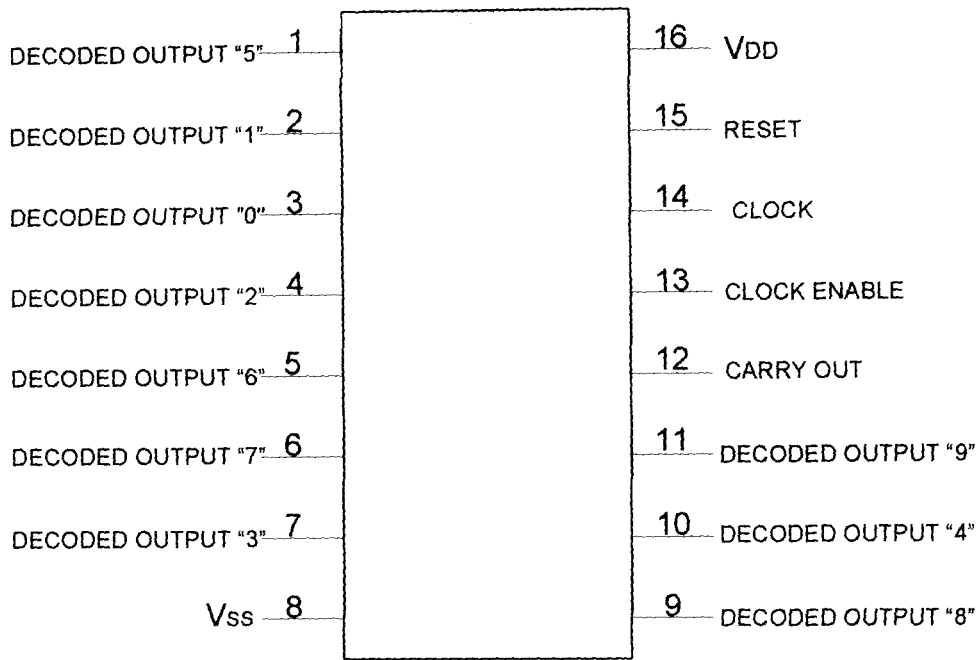 DECODED OUTPUT “5” 1
16 VDD
DECODED OUTPUT “1” 2
15 RESET
DECODED OUTPUT "0" 3
14 CLOCK
DECODED OUTPUT “2” 4
13 CLOCK ENABLE
DECODED OUTPUT “6” 5
12 CARRY OUT
DECODED OUTPUT “7” 6
11 DECODED OUTPUT “9”
DECODED OUTPUT “3” 7
10 DECODED OUTPUT “4”
VSS 8
9 DECODED OUTPUT “8”